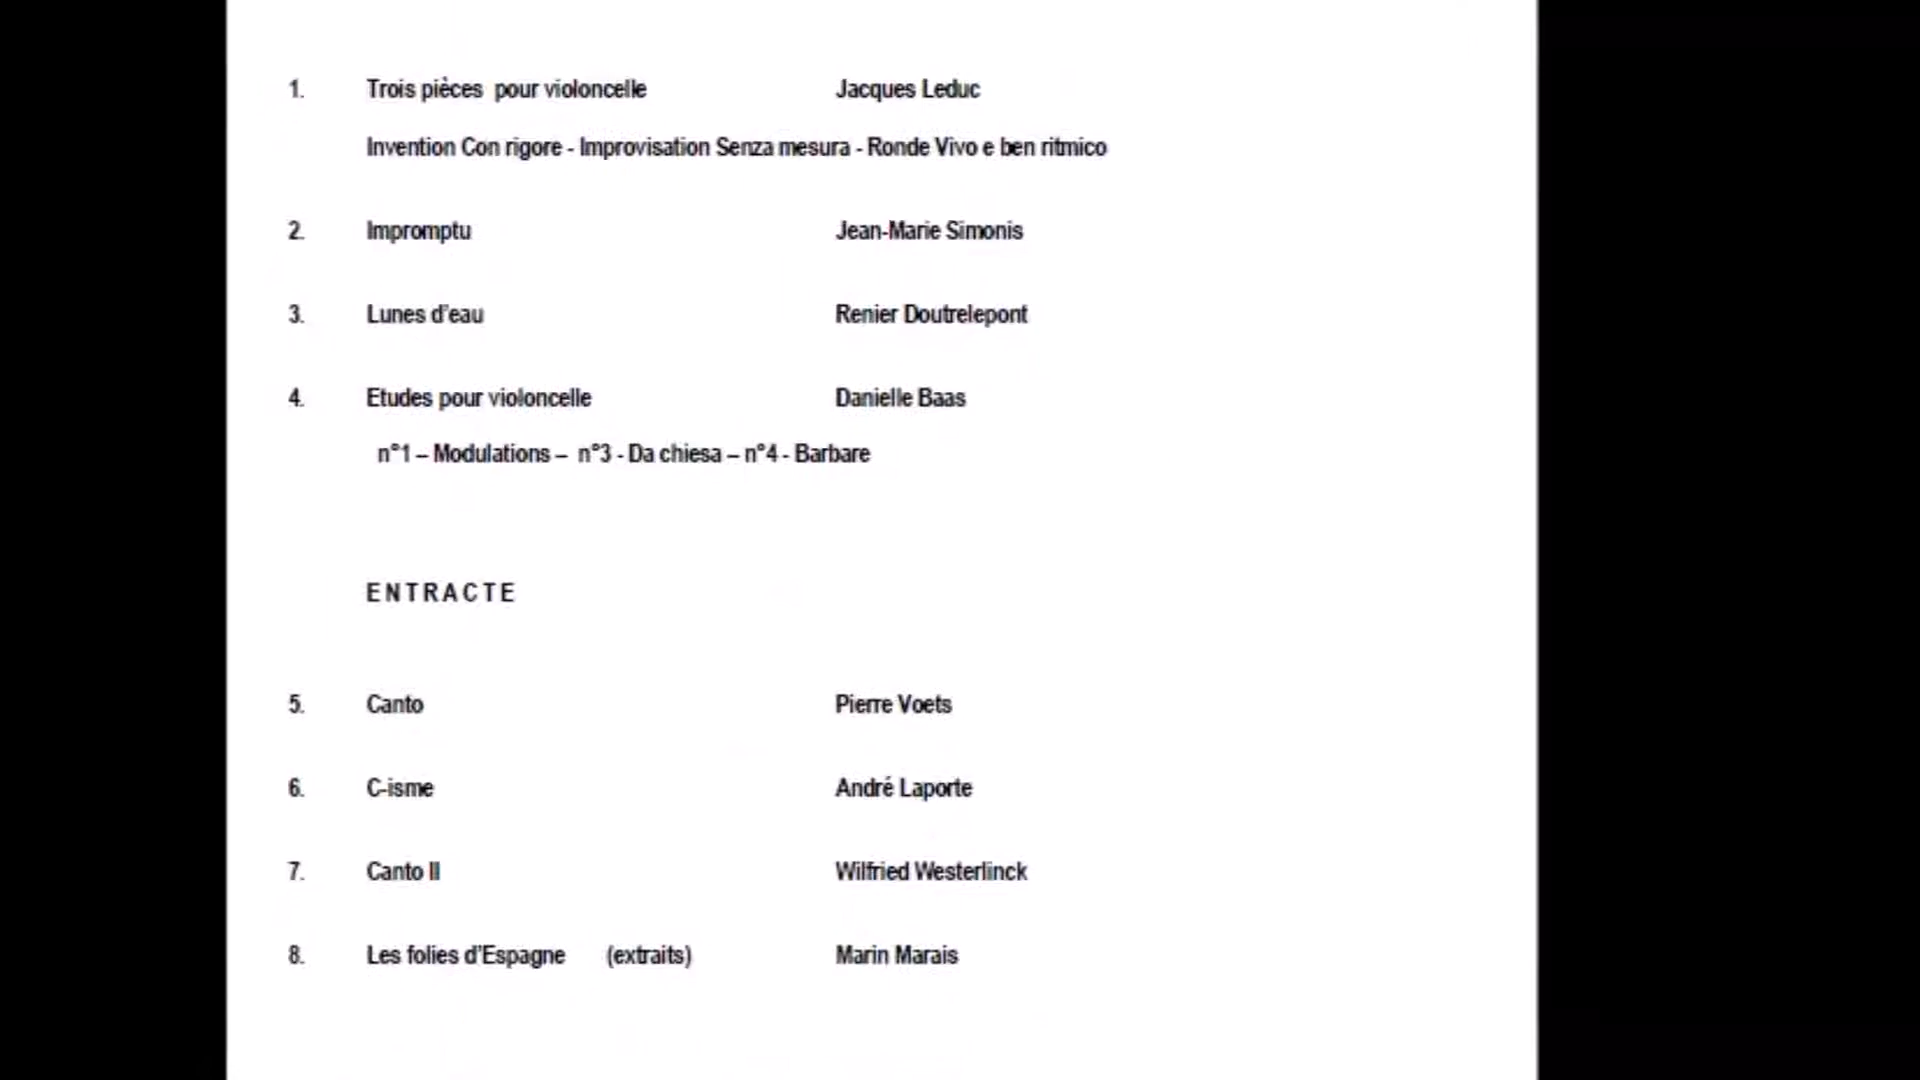 1. Trois pièces pour violoncelle Jacques Leduc
Invention Con rigore - Improvisation Senza mesura - Ronde Vivo e ben ritmico
2. Impromptu Jean-Marie Simonis
3. Lunes d'eau Renier Doutrelepont
4. Etudes pour violoncelle Danielle Baas
n°1 – Modulations – n°3 - Da chiesa – n°4 - Barbare
ENTRACTE
5. Canto Pierre Voets
6. C-isme André Laporte
7. Canto II Wilfried Westerlinck
8. Les folies d'Espagne (extraits) Marin Marais